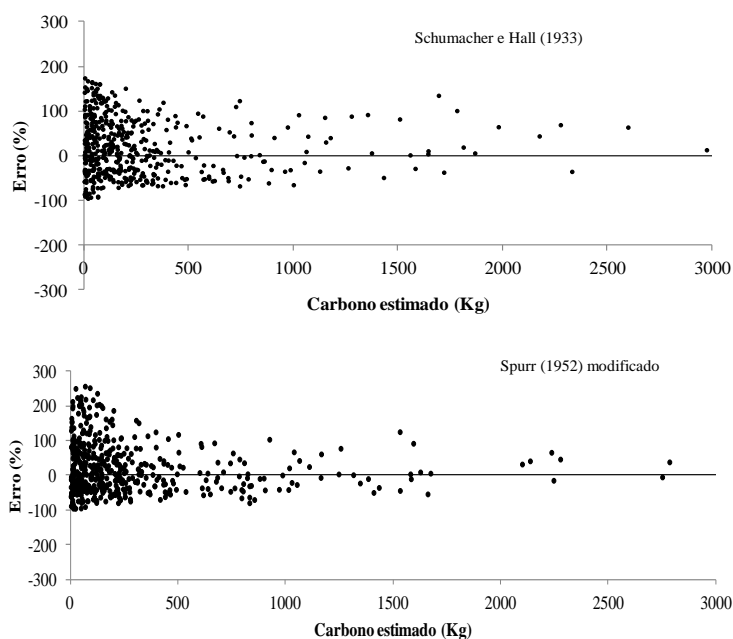 Schumacher e Hall (1933)
Erro (%)
300
200
100
0
-100
-200
-300
0 500 1000 1500 2000 2500 3000
Carbono estimado (Kg)
Spurr (1952) modificado
Erro (%)
300
200
100
0
-100
-200
-300
0 500 1000 1500 2000 2500 3000
Carbono estimado (Kg)